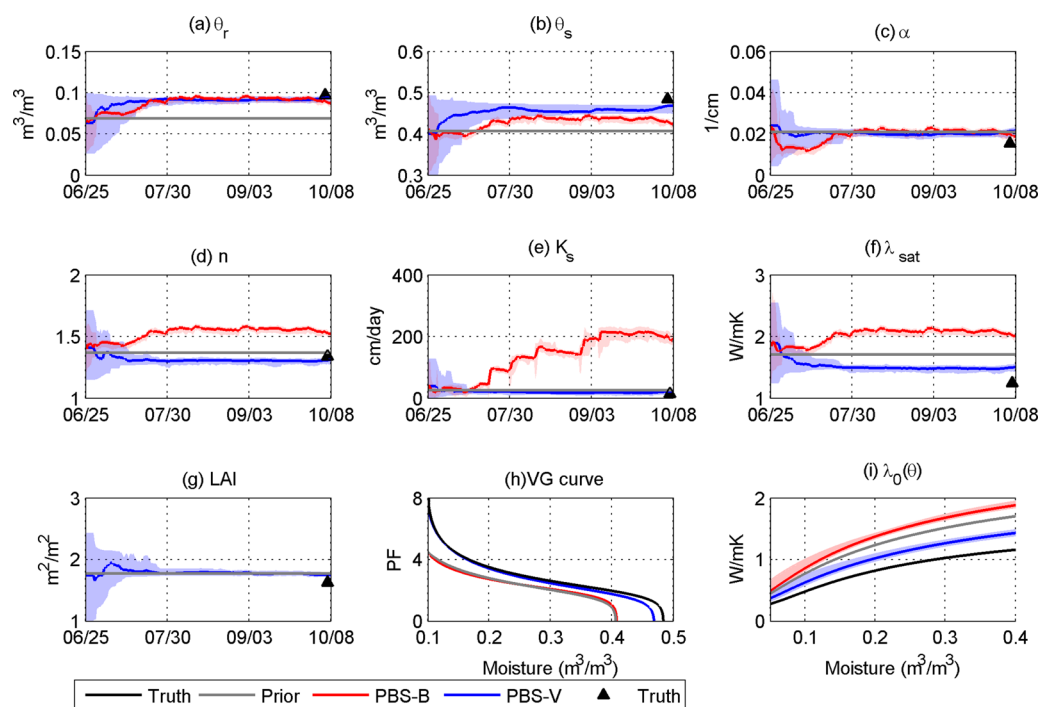 (a) θr
(b) θs
(c) α
0.15
0.1
0.05
0
m³/m³
06/25 07/30 09/03 10/08
0.6
0.5
0.4
0.3
m³/m³
06/25 07/30 09/03 10/08
0.06
0.04
0.02
0
1/cm
06/25 07/30 09/03 10/08
(d) n
(e) Ks
(f) λsat
2
1.5
1
06/25 07/30 09/03 10/08
400
200
0
cm/day
06/25 07/30 09/03 10/08
3
2
1
W/mK
06/25 07/30 09/03 10/08
(g) LAI
(h)VG curve
(i) λ0(θ)
3
2
1
m²/m²
06/25 07/30 09/03 10/08
8
4
0
PF
0.1 0.2 0.3 0.4 0.5
Moisture (m³/m³)
2
1
0
W/mK
0.1 0.2 0.3 0.4
Moisture (m³/m³)
Truth Prior PBS-B PBS-V Truth